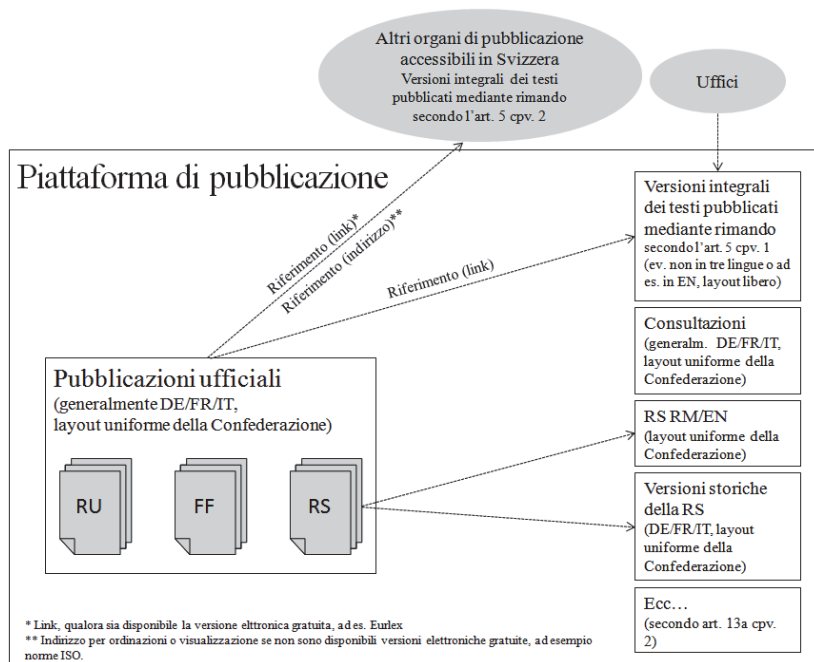 Altri organi di pubblicazione
accessibili in Svizzera
Versioni integrali dei testi
pubblicati mediante rimando
secondo l'art. 5 cpv. 2
Uffici
Piattaforma di pubblicazione
Riferimento (link)*
Riferimento (indirizzo)**
Riferimento (link)
Versioni integrali
dei testi pubblicati
mediante rimando
secondo l'art. 5 cpv. 1
(ev. non in tre lingue o ad
es. in EN, layout libero)
Consultazioni
(generalm. DE/FR/IT,
layout uniforme della
Confederazione)
Pubblicazioni ufficiali
(generalmente DE/FR/IT,
layout uniforme della Confederazione)
RU
FF
RS
RS RM/EN
(layout uniforme della
Confederazione)
Versioni storiche
della RS
(DE/FR/IT, layout
uniforme della
Confederazione)
Ecc...
(secondo art. 13a cpv.
2)
* Link, qualora sia disponibile la versione elttronica gratuita, ad es. Eurlex
** Indirizzo per ordinazioni o visualizzazione se non sono disponibili versioni elettroniche gratuite, ad esempio
norme ISO.